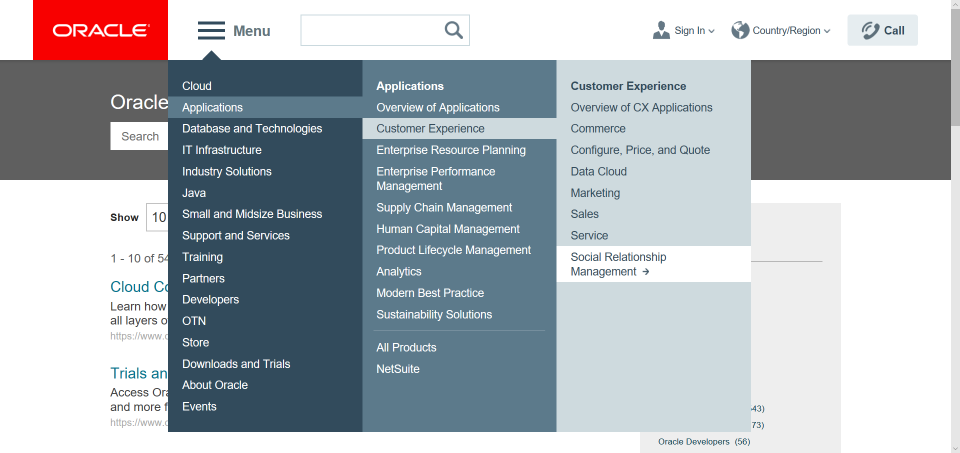 ORACLE
Menu
Sign In
Country/Region
Call
Oracle
Search
Cloud
Applications
Database and Technologies
IT Infrastructure
Industry Solutions
Java
Small and Midsize Business
Support and Services
Training
Partners
Developers
OTN
Store
Downloads and Trials
About Oracle
Events
Applications
Overview of Applications
Customer Experience
Enterprise Resource Planning
Enterprise Performance
Management
Supply Chain Management
Human Capital Management
Product Lifecycle Management
Analytics
Modern Best Practice
Sustainability Solutions
All Products
NetSuite
Customer Experience
Overview of CX Applications
Commerce
Configure, Price, and Quote
Data Cloud
Marketing
Sales
Service
Social Relationship
Management →
Show 10
1 - 10 of 54
Cloud Co
Learn how
all layers o
https://www.o
Trials an
Access Ora
and more f
https://www.o
43)
73)
Oracle Developers (56)